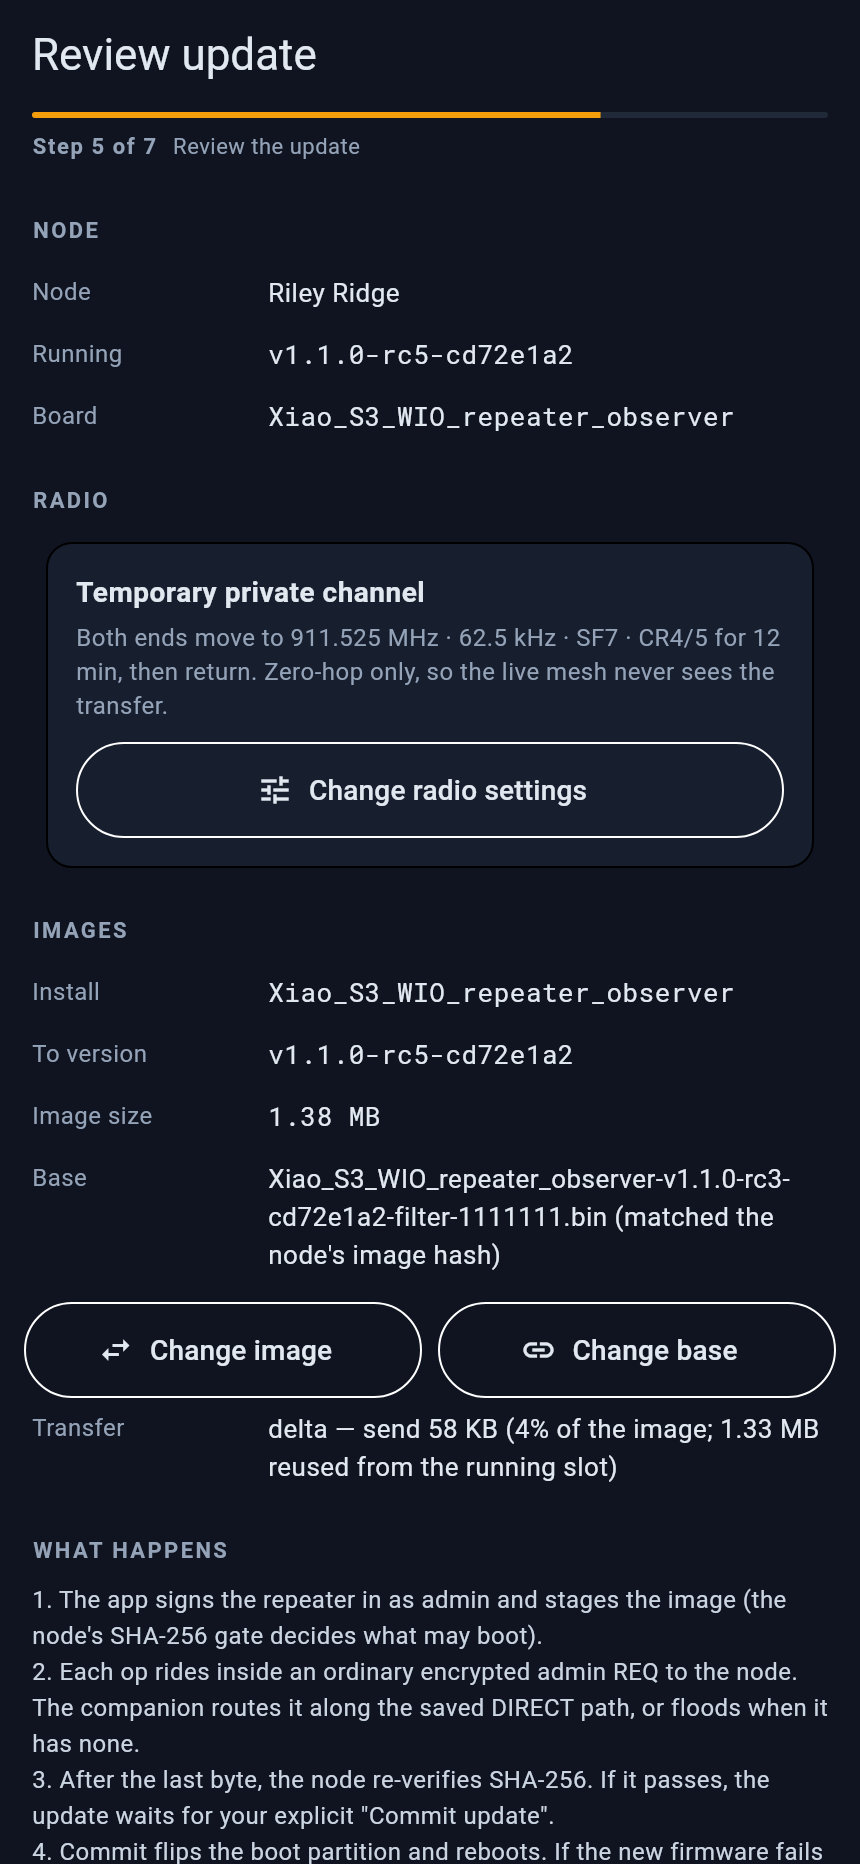 Review update
Step 5 of 7 Review the update
NODE
Node Riley Ridge
Running v1.1.0-rc5-cd72e1a2
Board Xiao_S3_WIO_repeater_observer
RADIO
Temporary private channel
Both ends move to 911.525 MHz · 62.5 kHz · SF7 · CR4/5 for 12
min, then return. Zero-hop only, so the live mesh never sees the
transfer.
Change radio settings
IMAGES
Install Xiao_S3_WIO_repeater_observer
To version v1.1.0-rc5-cd72e1a2
Image size 1.38 MB
Base Xiao_S3_WIO_repeater_observer-v1.1.0-rc3-
cd72e1a2-filter-1111111.bin (matched the
node's image hash)
Change image Change base
Transfer delta — send 58 KB (4% of the image; 1.33 MB
reused from the running slot)
WHAT HAPPENS
1. The app signs the repeater in as admin and stages the image (the
node's SHA-256 gate decides what may boot).
2. Each op rides inside an ordinary encrypted admin REQ to the node.
The companion routes it along the saved DIRECT path, or floods when it
has none.
3. After the last byte, the node re-verifies SHA-256. If it passes, the
update waits for your explicit "Commit update".
4. Commit flips the boot partition and reboots. If the new firmware fails